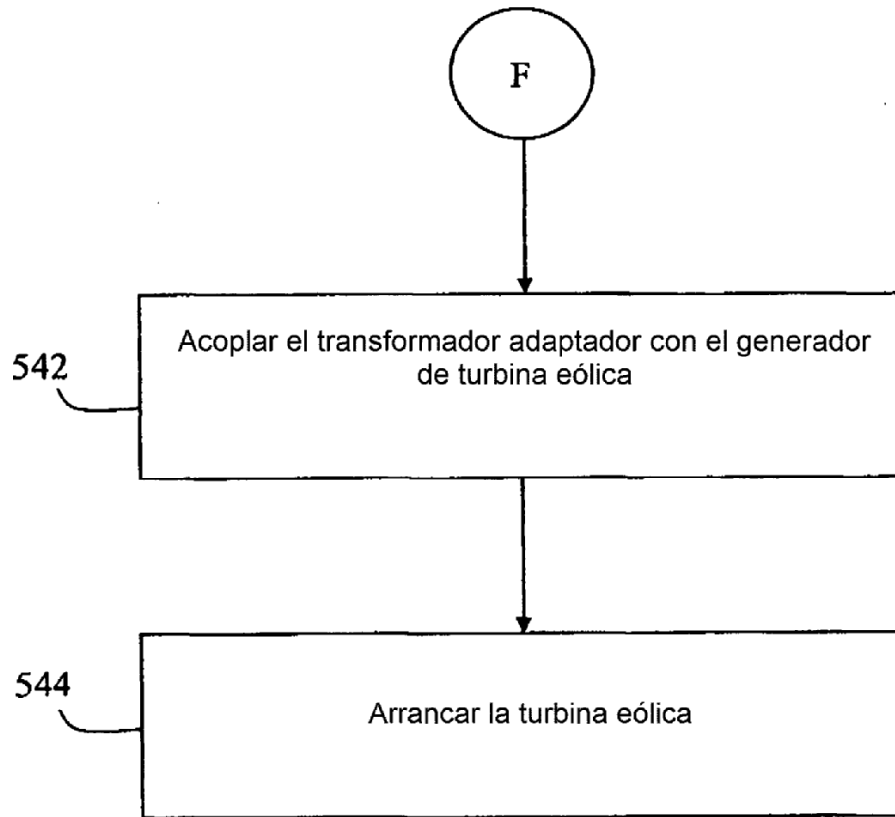 F
542
Acoplar el transformador adaptador con el generador
de turbina eólica
544
Arrancar la turbina eólica